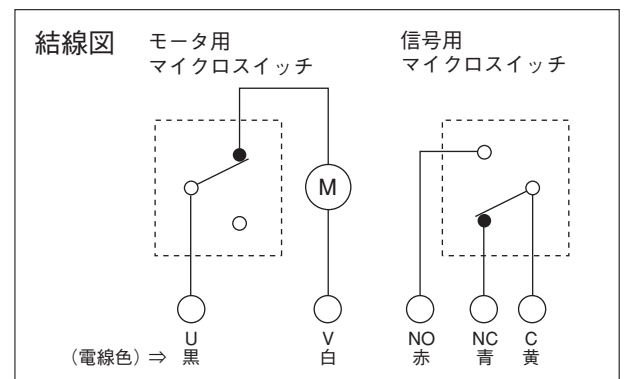 結線図
モータ用
マイクロスイッチ
信号用
マイクロスイッチ
M
U V NO NC C
(電線色)⇒ 黒 白 赤 青 黄